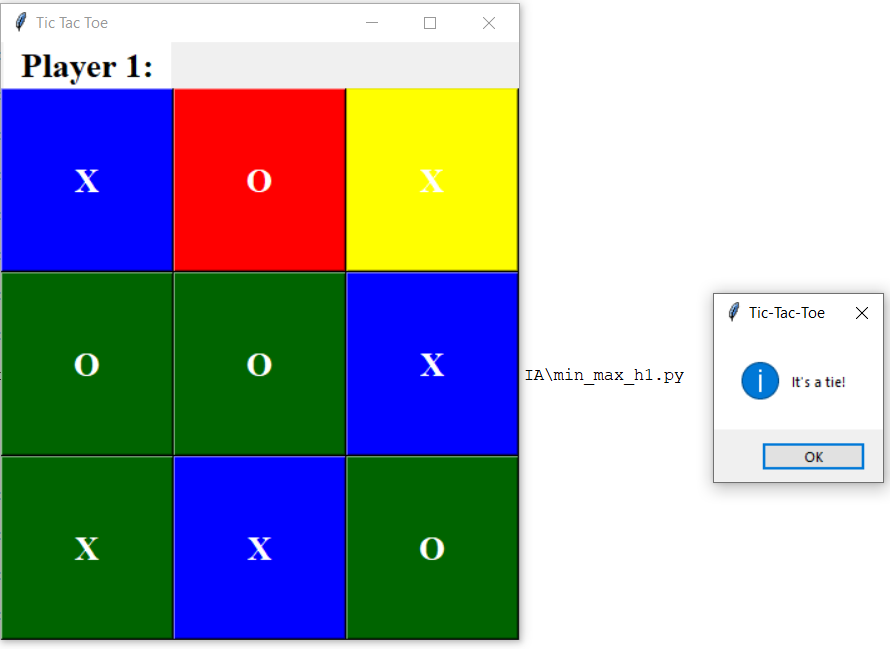 Tic Tac Toe
Player 1:
X O X
O O X
X X O
IA\min_max_h1.py
Tic-Tac-Toe
It's a tie!
OK